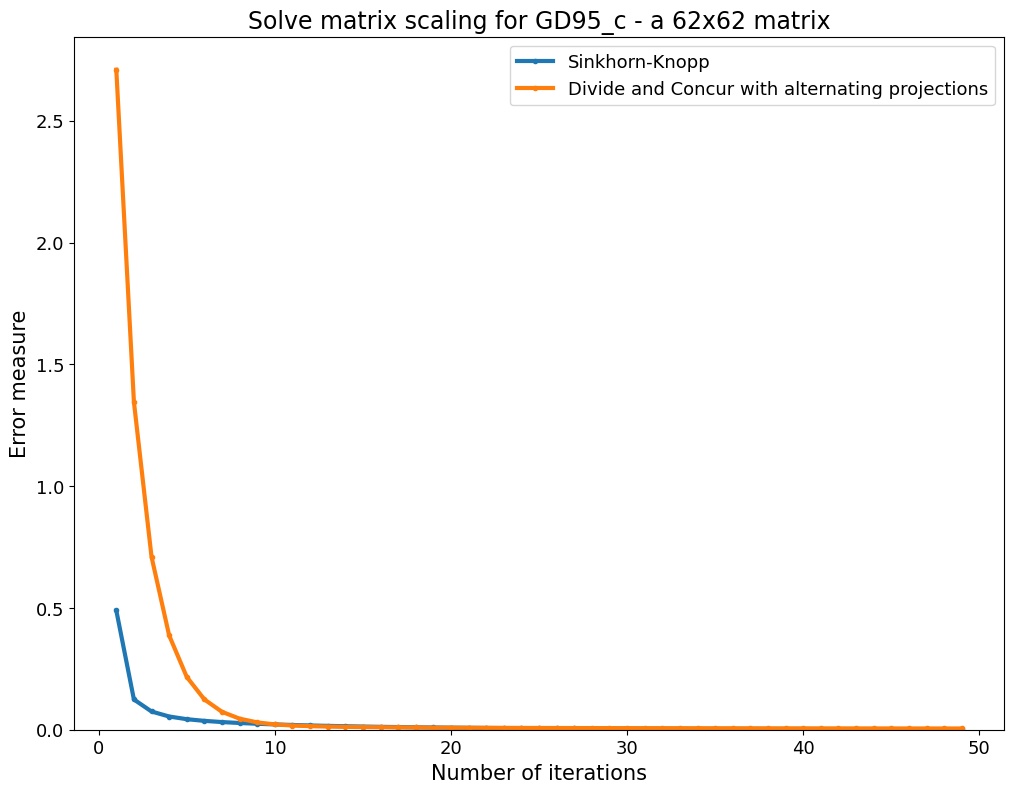 Solve matrix scaling for GD95_c - a 62x62 matrix
Sinkhorn-Knopp
Divide and Concur with alternating projections
Error measure
2.5
2.0
1.5
1.0
0.5
0.0
0
10
20
30
40
50
Number of iterations